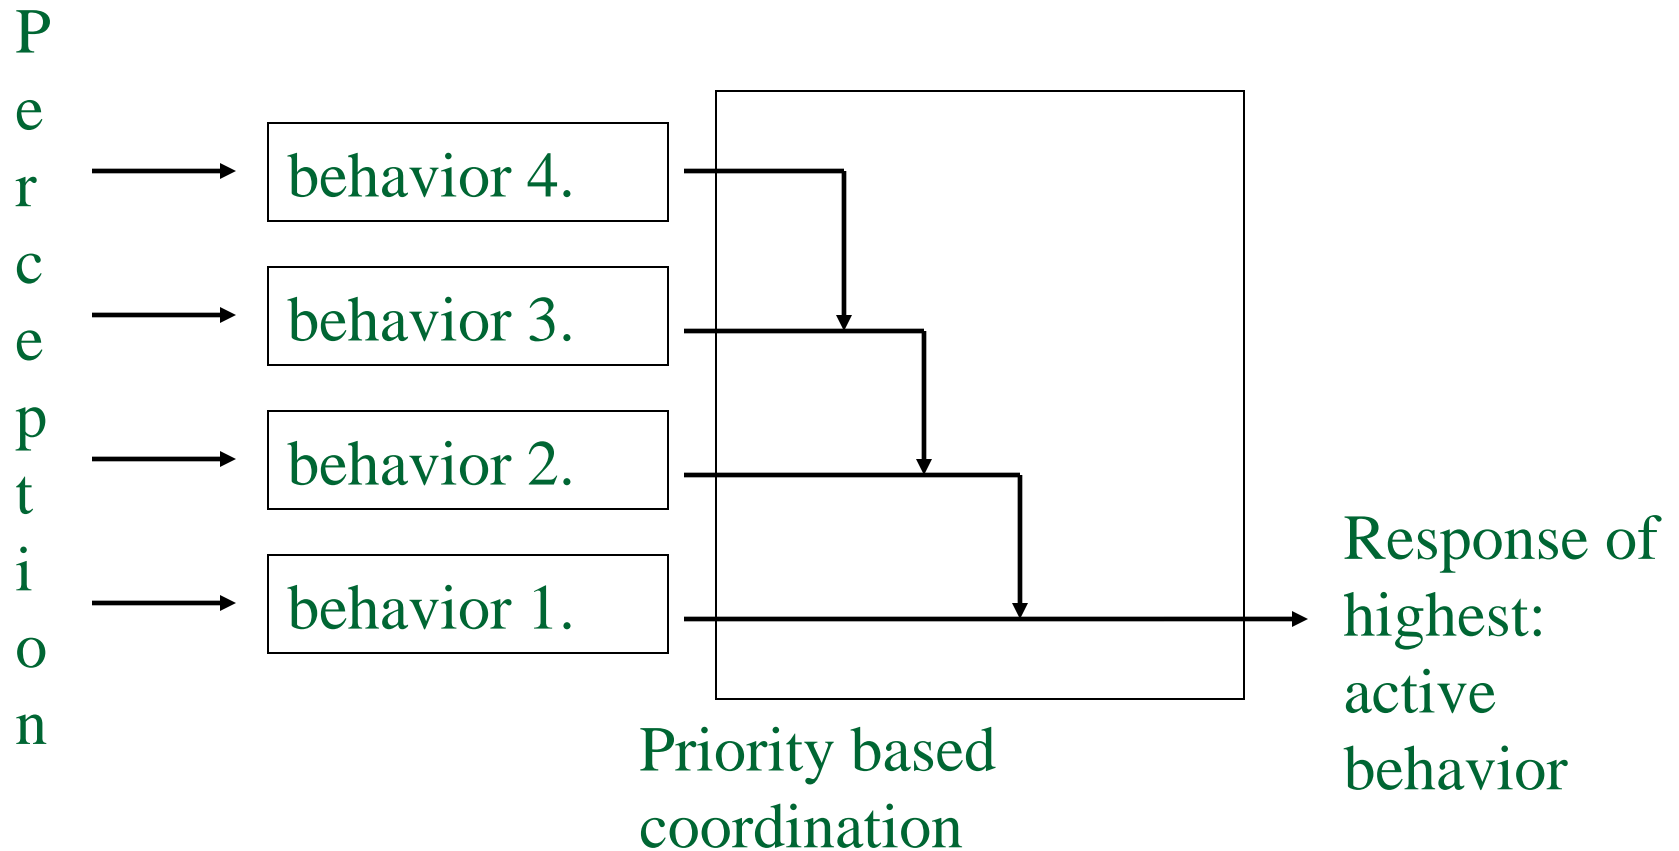 Perception
behavior 4.
behavior 3.
behavior 2.
behavior 1.
Priority based
coordination
Response of
highest:
active
behavior